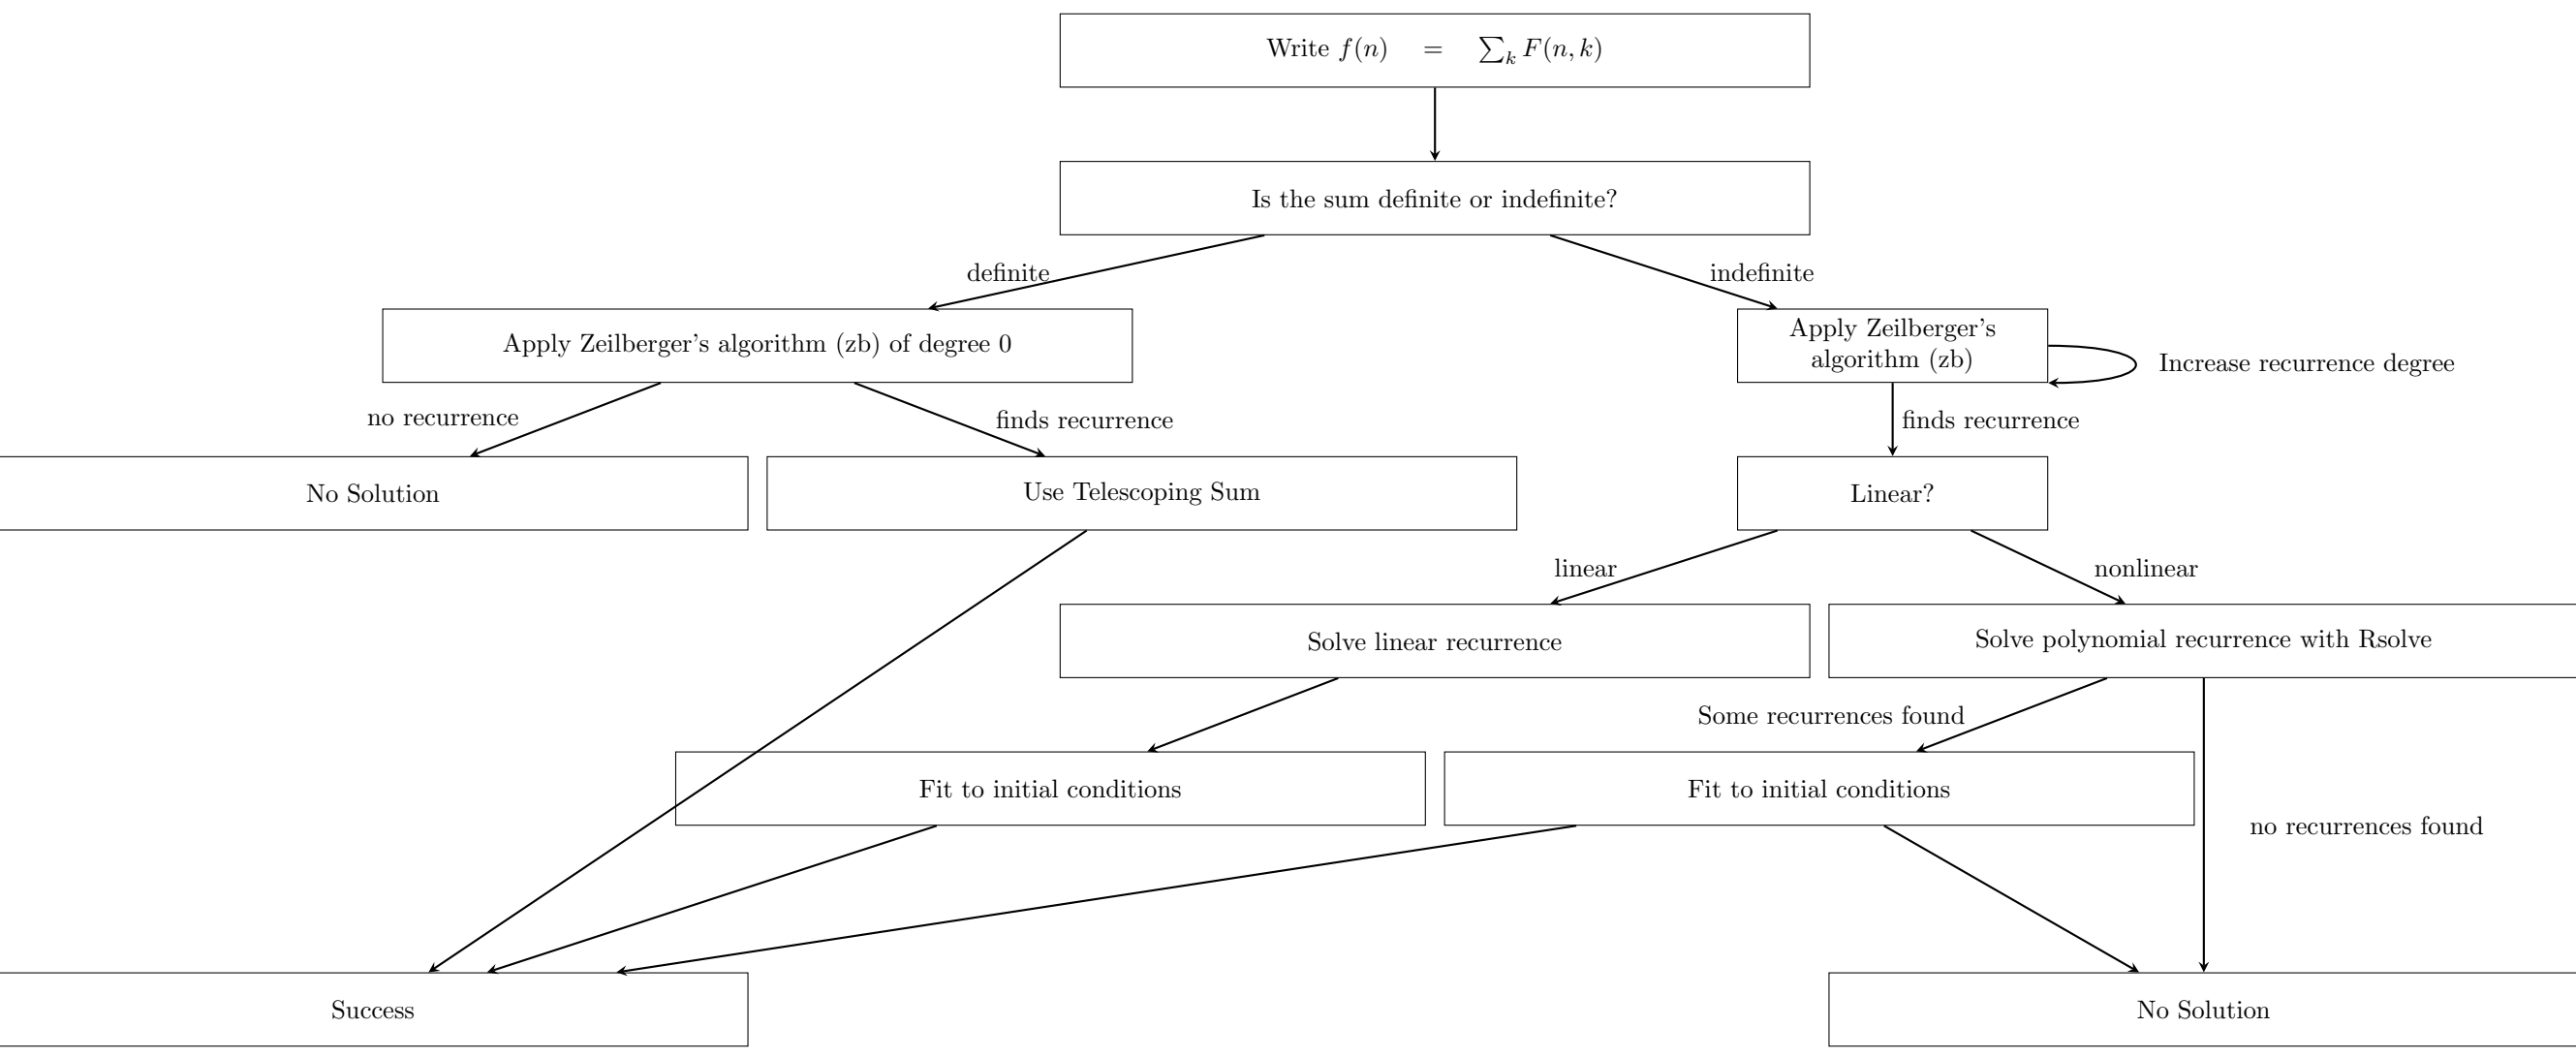 Write f(n) = ∑_k F(n, k)
Is the sum definite or indefinite?
definite
indefinite
Apply Zeilberger's algorithm (zb) of degree 0
Apply Zeilberger's
algorithm (zb)
Increase recurrence degree
no recurrence
finds recurrence
finds recurrence
No Solution
Use Telescoping Sum
Linear?
linear
nonlinear
Solve linear recurrence
Solve polynomial recurrence with Rsolve
Some recurrences found
Fit to initial conditions
Fit to initial conditions
no recurrences found
Success
No Solution